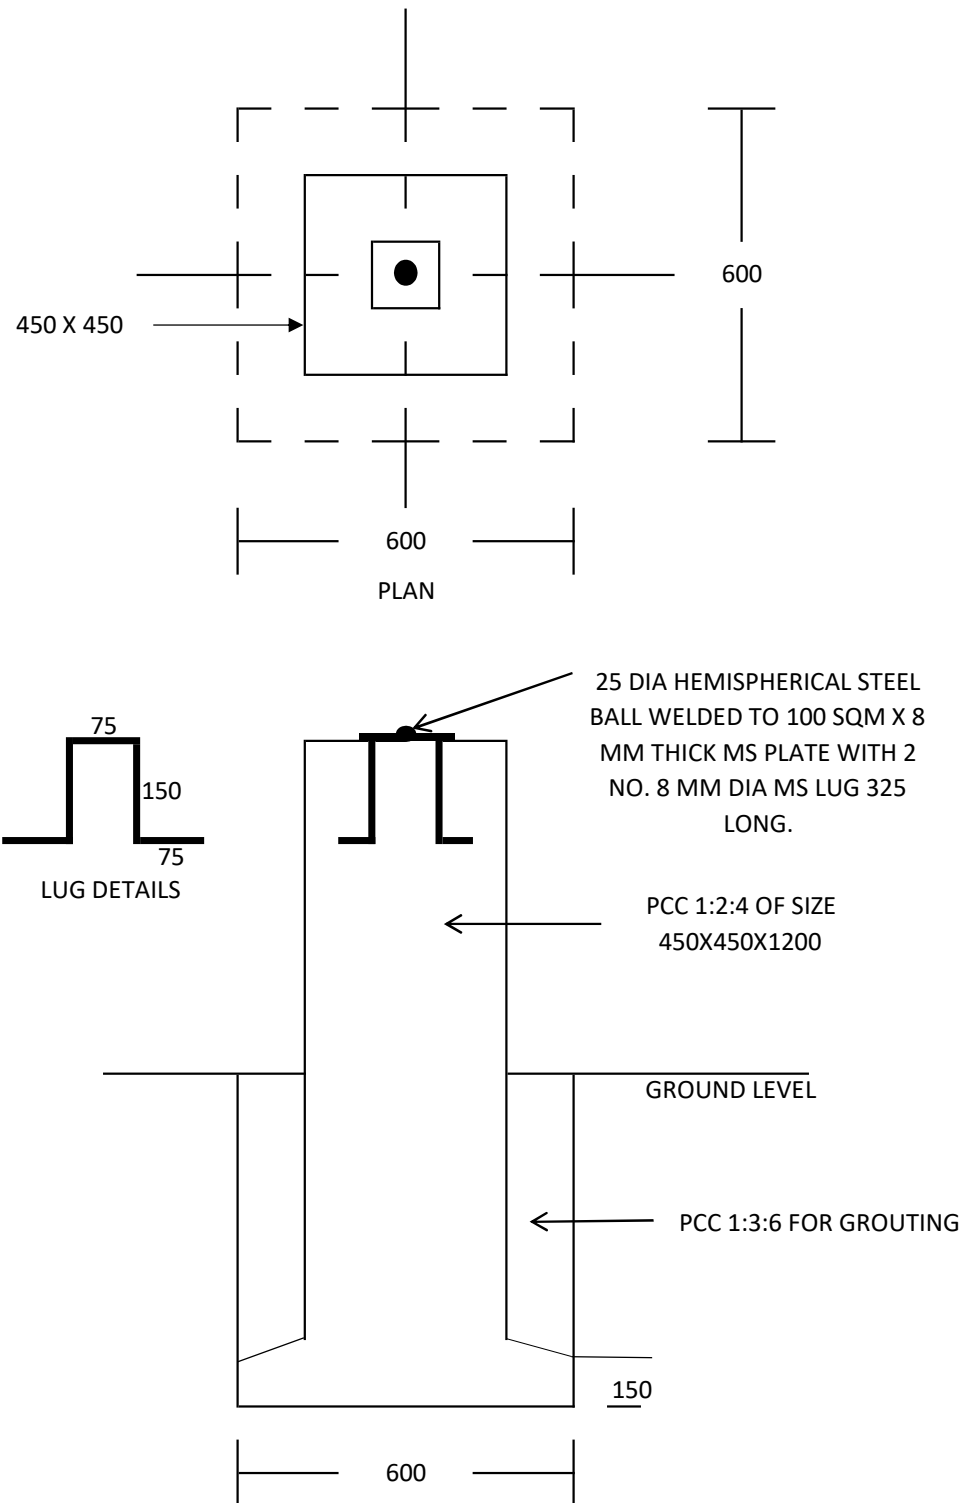 600
450 X 450
600
PLAN
25 DIA HEMISPHERICAL STEEL
BALL WELDED TO 100 SQM X 8
MM THICK MS PLATE WITH 2
NO. 8 MM DIA MS LUG 325
LONG.
75
150
75
LUG DETAILS
PCC 1:2:4 OF SIZE
450X450X1200
GROUND LEVEL
PCC 1:3:6 FOR GROUTING
150
600